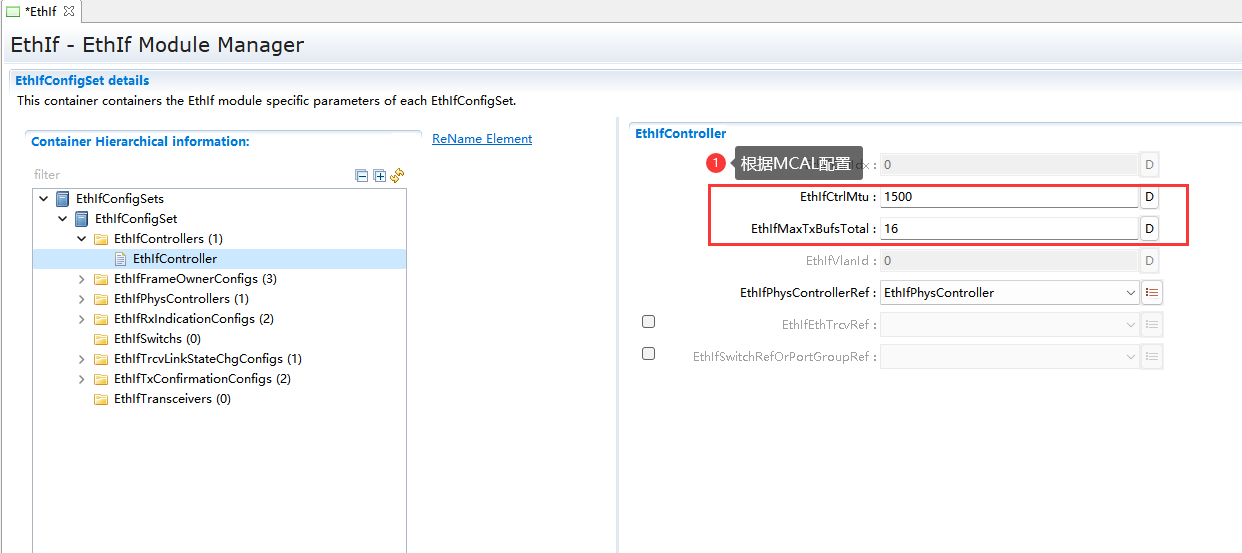 *EthIf
EthIf - EthIf Module Manager
EthIfConfigSet details
This container containers the EthIf module specific parameters of each EthIfConfigSet.
Container Hierarchical information:
ReName Element
filter
EthIfConfigSets
EthIfConfigSet
EthIfControllers (1)
EthIfController
EthIfFrameOwnerConfigs (3)
EthIfPhysControllers (1)
EthIfRxIndicationConfigs (2)
EthIfSwitchs (0)
EthIfTrcvLinkStateChgConfigs (1)
EthIfTxConfirmationConfigs (2)
EthIfTransceivers (0)
EthIfController
1 根据MCAL配置 : 0 D
EthIfCtrlMtu : 1500 D
EthIfMaxTxBufsTotal : 16 D
EthIfVlanId : 0 D
EthIfPhysControllerRef : EthIfPhysController
EthIfEthTrcvRef :
EthIfSwitchRefOrPortGroupRef :